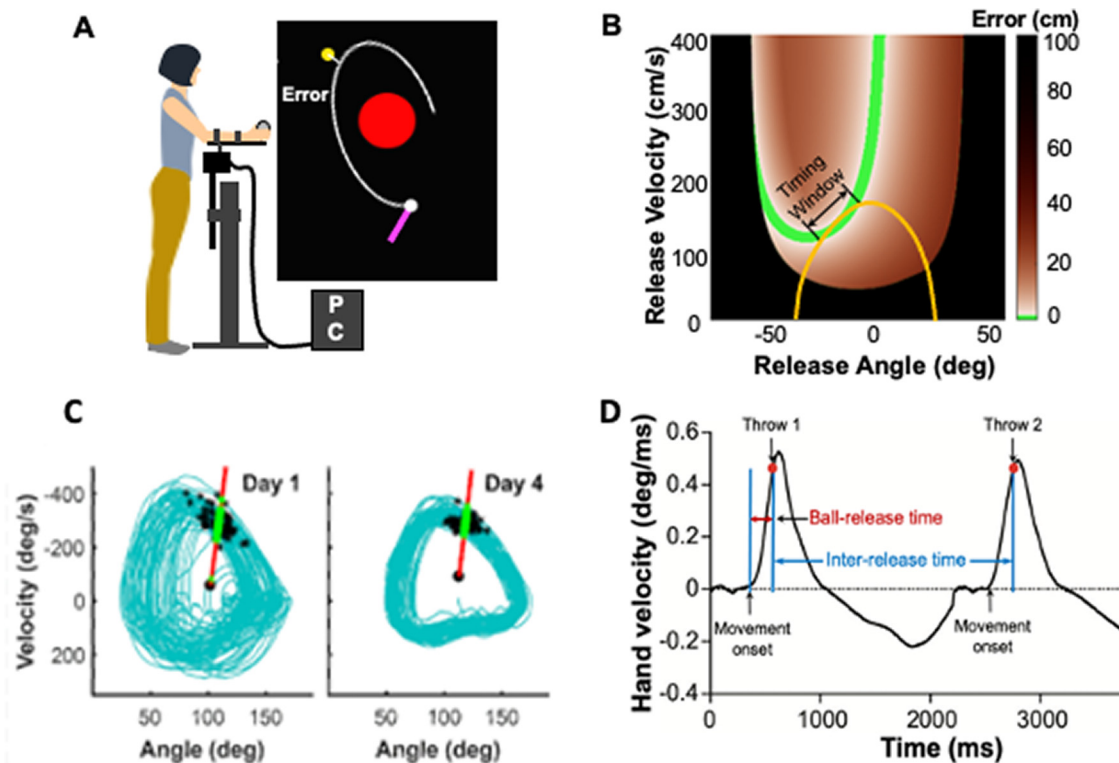 A
Error
P
C
B
Error (cm)
Release Velocity (cm/s)
400
300
200
100
0
Timing
Window
-50
0
50
Release Angle (deg)
100
80
60
40
20
0
C
Velocity (deg/s)
-400
-200
0
200
Day 1
50
100
150
Angle (deg)
Day 4
50
100
150
Angle (deg)
D
Hand velocity (deg/ms)
0.6
0.4
0.2
0
-0.2
-0.4
Throw 1
Throw 2
Ball-release time
Inter-release time
Movement
onset
Movement
onset
0
1000
2000
3000
Time (ms)